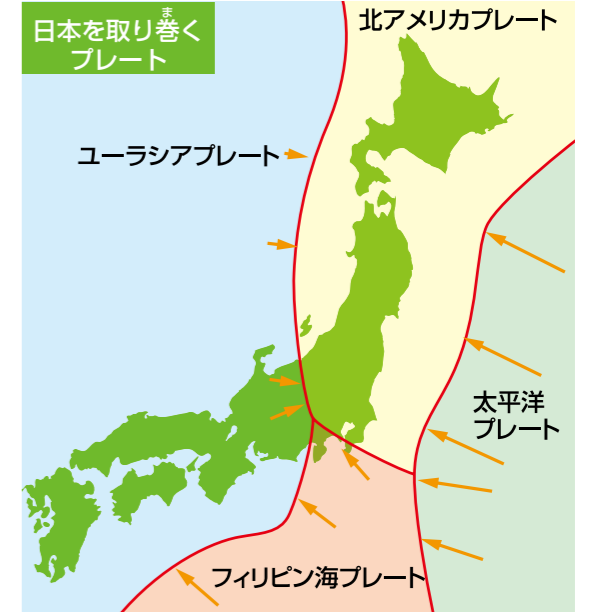 日本を取り巻く
プレート
北アメリカプレート
ユーラシアプレート
太平洋
プレート
フィリピン海プレート